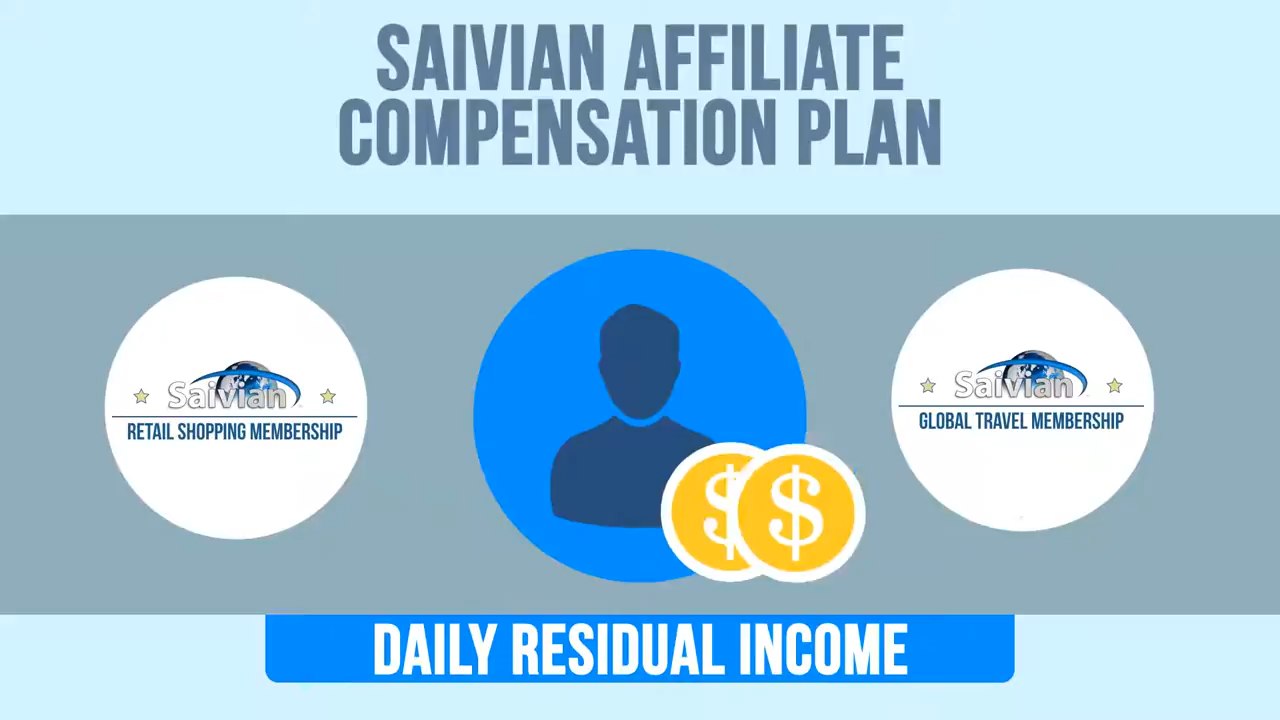 SAIVIAN AFFILIATE
COMPENSATION PLAN
Saivian
RETAIL SHOPPING MEMBERSHIP
$ $
Saivian
GLOBAL TRAVEL MEMBERSHIP
DAILY RESIDUAL INCOME